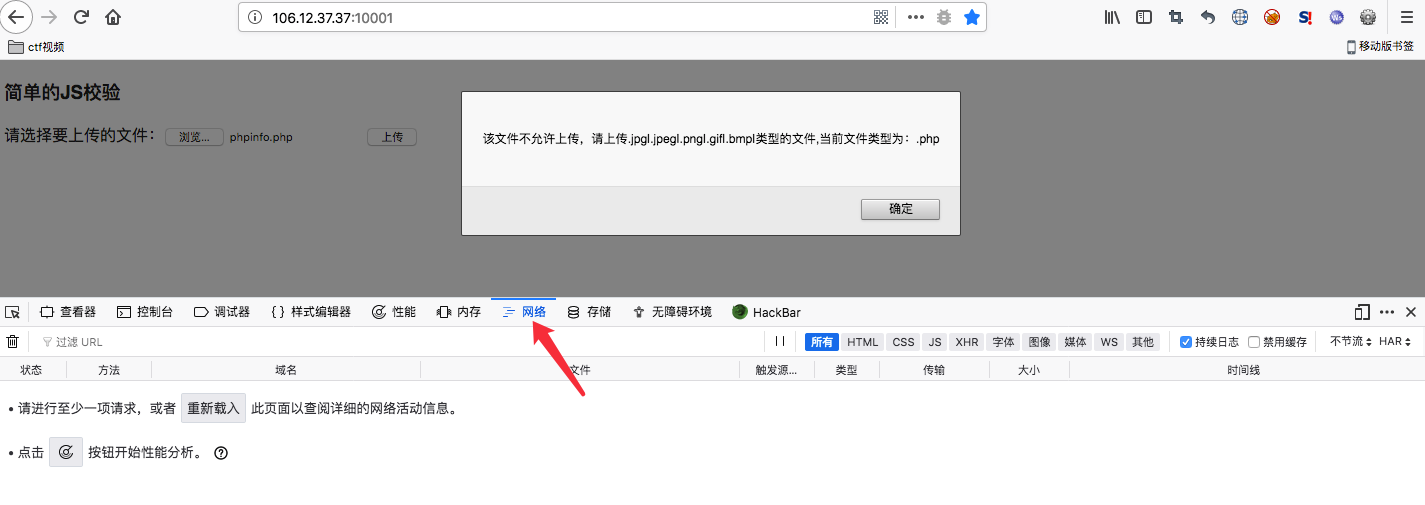 106.12.37.37:10001
ctf视频
移动版书签
简单的JS校验
请选择要上传的文件： 浏览... phpinfo.php 上传
该文件不允许上传，请上传.jpgl.jpegl.pngl.gifl.bmpl类型的文件,当前文件类型为：.php
确定
查看器 控制台 调试器 {} 样式编辑器 性能 内存 网络 存储 无障碍环境 HackBar
过滤 URL 所有 HTML CSS JS XHR 字体 图像 媒体 WS 其他 持续日志 禁用缓存 不节流 HAR
状态 方法 域名 文件 触发源... 类型 传输 大小 时间线
• 请进行至少一项请求，或者 重新载入 此页面以查阅详细的网络活动信息。
• 点击 按钮开始性能分析。